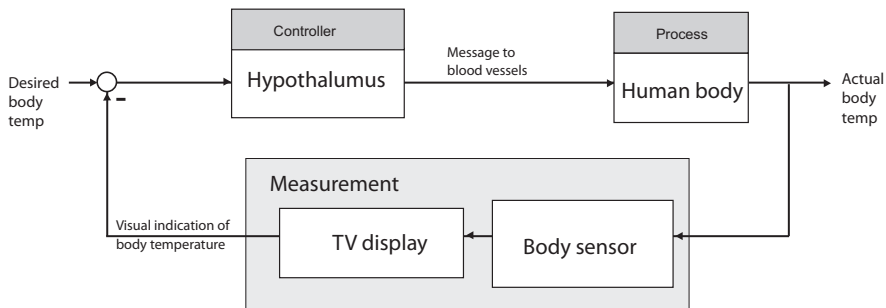 Controller
Process
Desired
body
temp
Hypothalumus
Message to
blood vessels
Human body
Actual
body
temp
-
Measurement
Visual indication of
body temperature
TV display
Body sensor